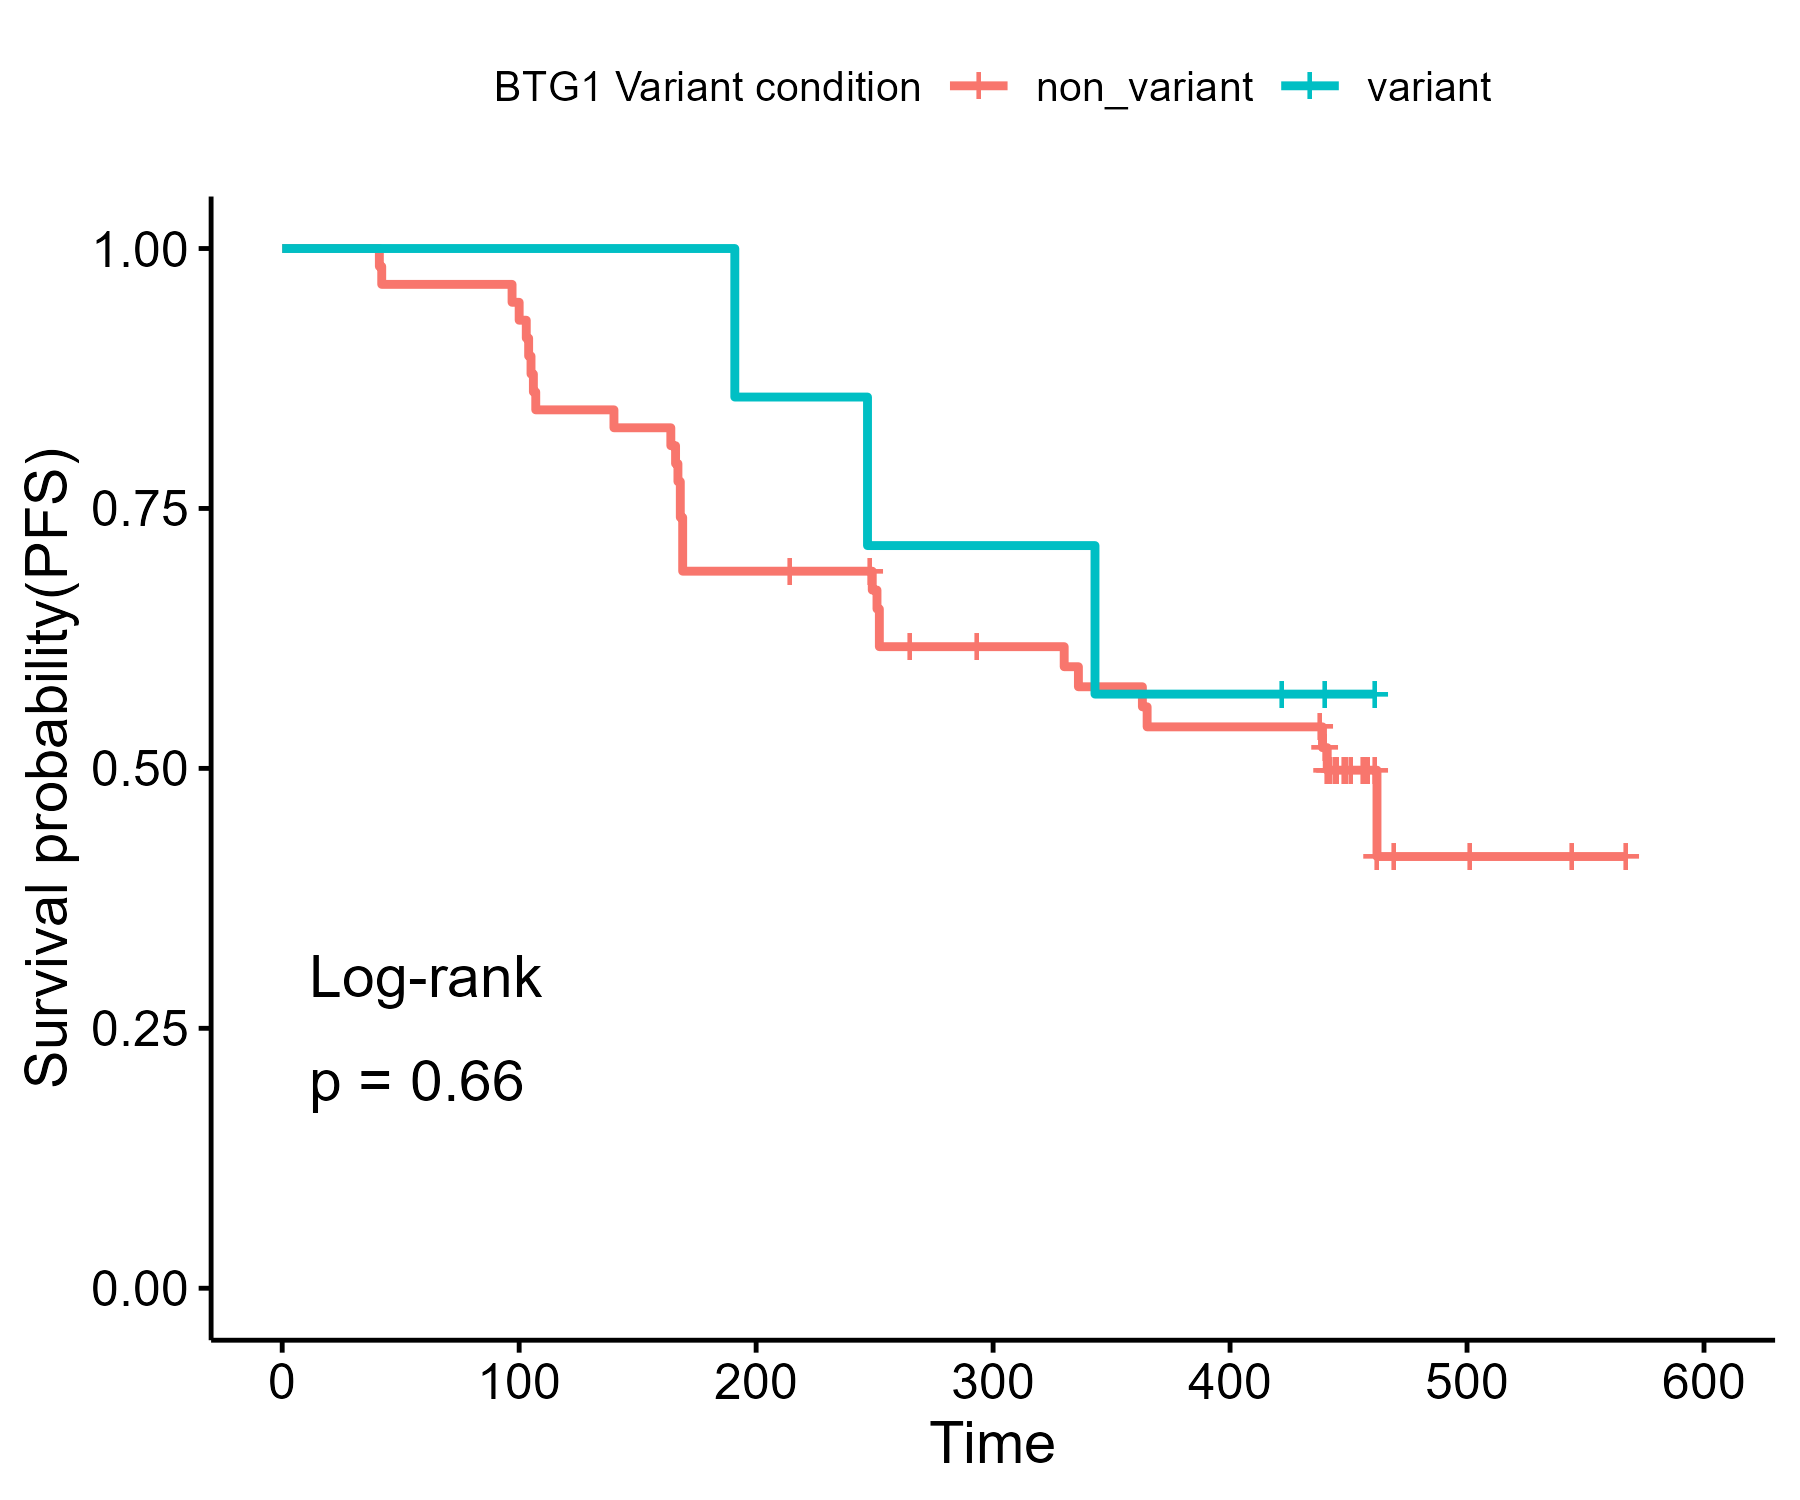 BTG1 Variant condition non_variant variant
Survival probability(PFS)
1.00
0.75
0.50
0.25
0.00
Log-rank
p = 0.66
0 100 200 300 400 500 600
Time